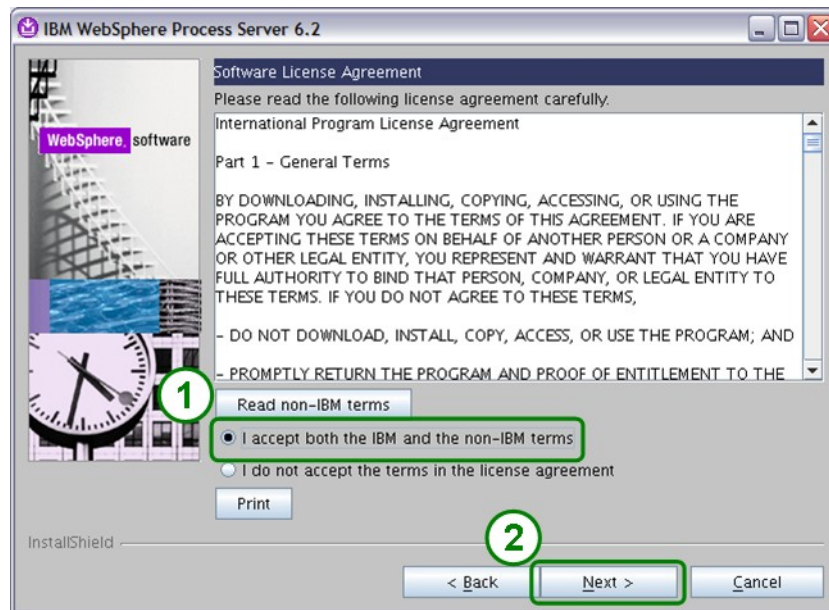 IBM WebSphere Process Server 6.2
WebSphere. software
Software License Agreement
Please read the following license agreement carefully.
International Program License Agreement
Part 1 – General Terms
BY DOWNLOADING, INSTALLING, COPYING, ACCESSING, OR USING THE
PROGRAM YOU AGREE TO THE TERMS OF THIS AGREEMENT. IF YOU ARE
ACCEPTING THESE TERMS ON BEHALF OF ANOTHER PERSON OR A COMPANY
OR OTHER LEGAL ENTITY, YOU REPRESENT AND WARRANT THAT YOU HAVE
FULL AUTHORITY TO BIND THAT PERSON, COMPANY, OR LEGAL ENTITY TO
THESE TERMS. IF YOU DO NOT AGREE TO THESE TERMS,
– DO NOT DOWNLOAD, INSTALL, COPY, ACCESS, OR USE THE PROGRAM; AND
– PROMPTLY RETURN THE PROGRAM AND PROOF OF ENTITLEMENT TO THE
1
Read non-IBM terms
I accept both the IBM and the non-IBM terms
I do not accept the terms in the license agreement
Print
InstallShield
2
< Back
Next >
Cancel